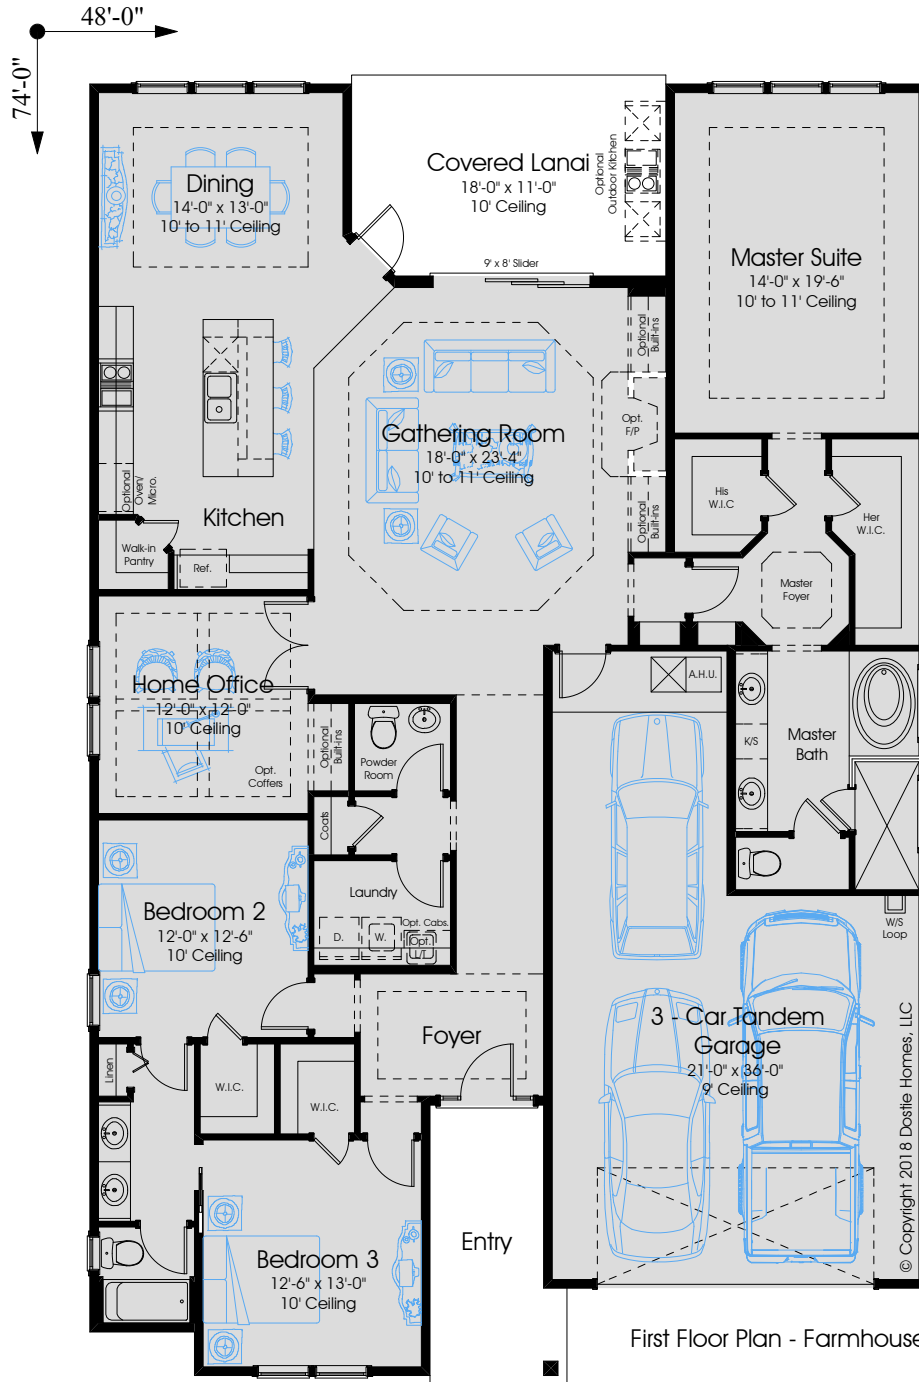 48'-0"
74'-0"
Dining
14'-0" x 13'-0"
10' to 11' Ceiling
Covered Lanai
18'-0" x 11'-0"
10' Ceiling
Optional
Outdoor Kitchen
9' x 8' Slider
Master Suite
14'-0" x 19'-6"
10' to 11' Ceiling
Optional
Built-ins
Gathering Room
18'-0" x 23'-4"
10' to 11' Ceiling
Opt.
F/P
Optional
Built-ins
Optional
Oven/
Micro.
Kitchen
Walk-in
Pantry
Ref.
His
W.I.C
Her
W.I.C.
Master
Foyer
Home Office
12'-0" x 12'-0"
10' Ceiling
Opt.
Coffers
Optional
Built-ins
Powder
Room
A.H.U.
K/S
Master
Bath
Coats
Laundry
D.
W.
Opt. Cabs.
Opt.
L/T
W/S
Loop
Bedroom 2
12'-0" x 12'-6"
10' Ceiling
Foyer
3 - Car Tandem
Garage
21'-0" x 36'-0"
9' Ceiling
Linen
W.I.C.
W.I.C.
Bedroom 3
12'-6" x 13'-0"
10' Ceiling
Entry
© Copyright 2018 Dostie Homes, LLC
First Floor Plan - Farmhouse